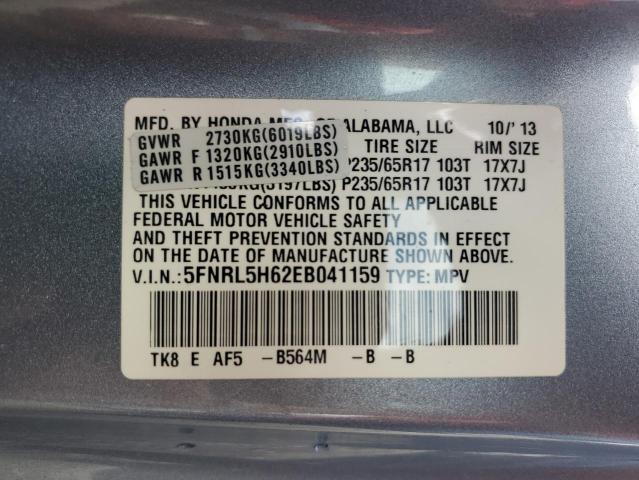 MFD. BY HONDA MFG. OF ALABAMA, LLC 10/'13
GVWR 2730KG(6019LBS) TIRE SIZE RIM SIZE
GAWR F 1320KG(2910LBS) P235/65R17 103T 17X7J
GAWR R 1515KG(3340LBS)
(3197LBS) P235/65R17 103T 17X7J
THIS VEHICLE CONFORMS TO ALL APPLICABLE
FEDERAL MOTOR VEHICLE SAFETY
AND THEFT PREVENTION STANDARDS IN EFFECT
ON THE DATE OF MANUFACTURE SHOWN ABOVE.
V.I.N.: 5FNRL5H62EB041159 TYPE: MPV
TK8 E AF5 -B564M -B -B